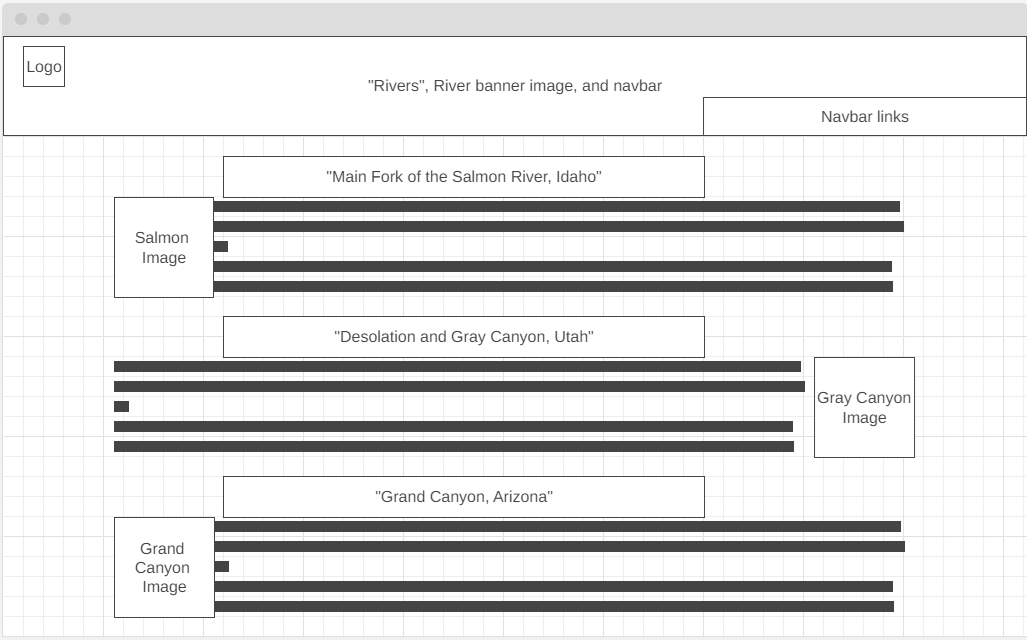 Logo
"Rivers", River banner image, and navbar
Navbar links
"Main Fork of the Salmon River, Idaho"
Salmon
Image
"Desolation and Gray Canyon, Utah"
Gray Canyon
Image
"Grand Canyon, Arizona"
Grand
Canyon
Image